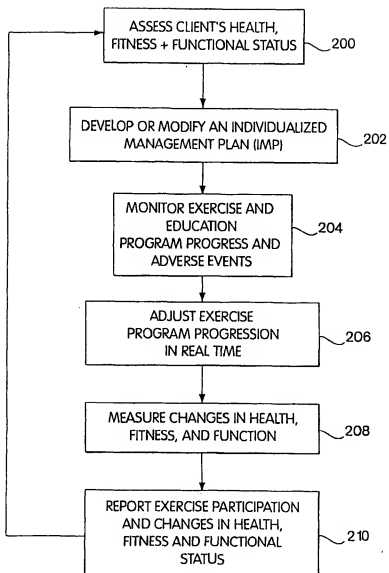 ASSESS CLIENT'S HEALTH,
FITNESS + FUNCTIONAL STATUS
200
DEVELOP OR MODIFY AN INDIVIDUALIZED
MANAGEMENT PLAN (IMP)
202
MONITOR EXERCISE AND
EDUCATION
PROGRAM PROGRESS AND
ADVERSE EVENTS
204
ADJUST EXERCISE
PROGRAM PROGRESSION
IN REAL TIME
206
MEASURE CHANGES IN HEALTH,
FITNESS, AND FUNCTION
208
REPORT EXERCISE PARTICIPATION
AND CHANGES IN HEALTH,
FITNESS AND FUNCTIONAL
STATUS
210